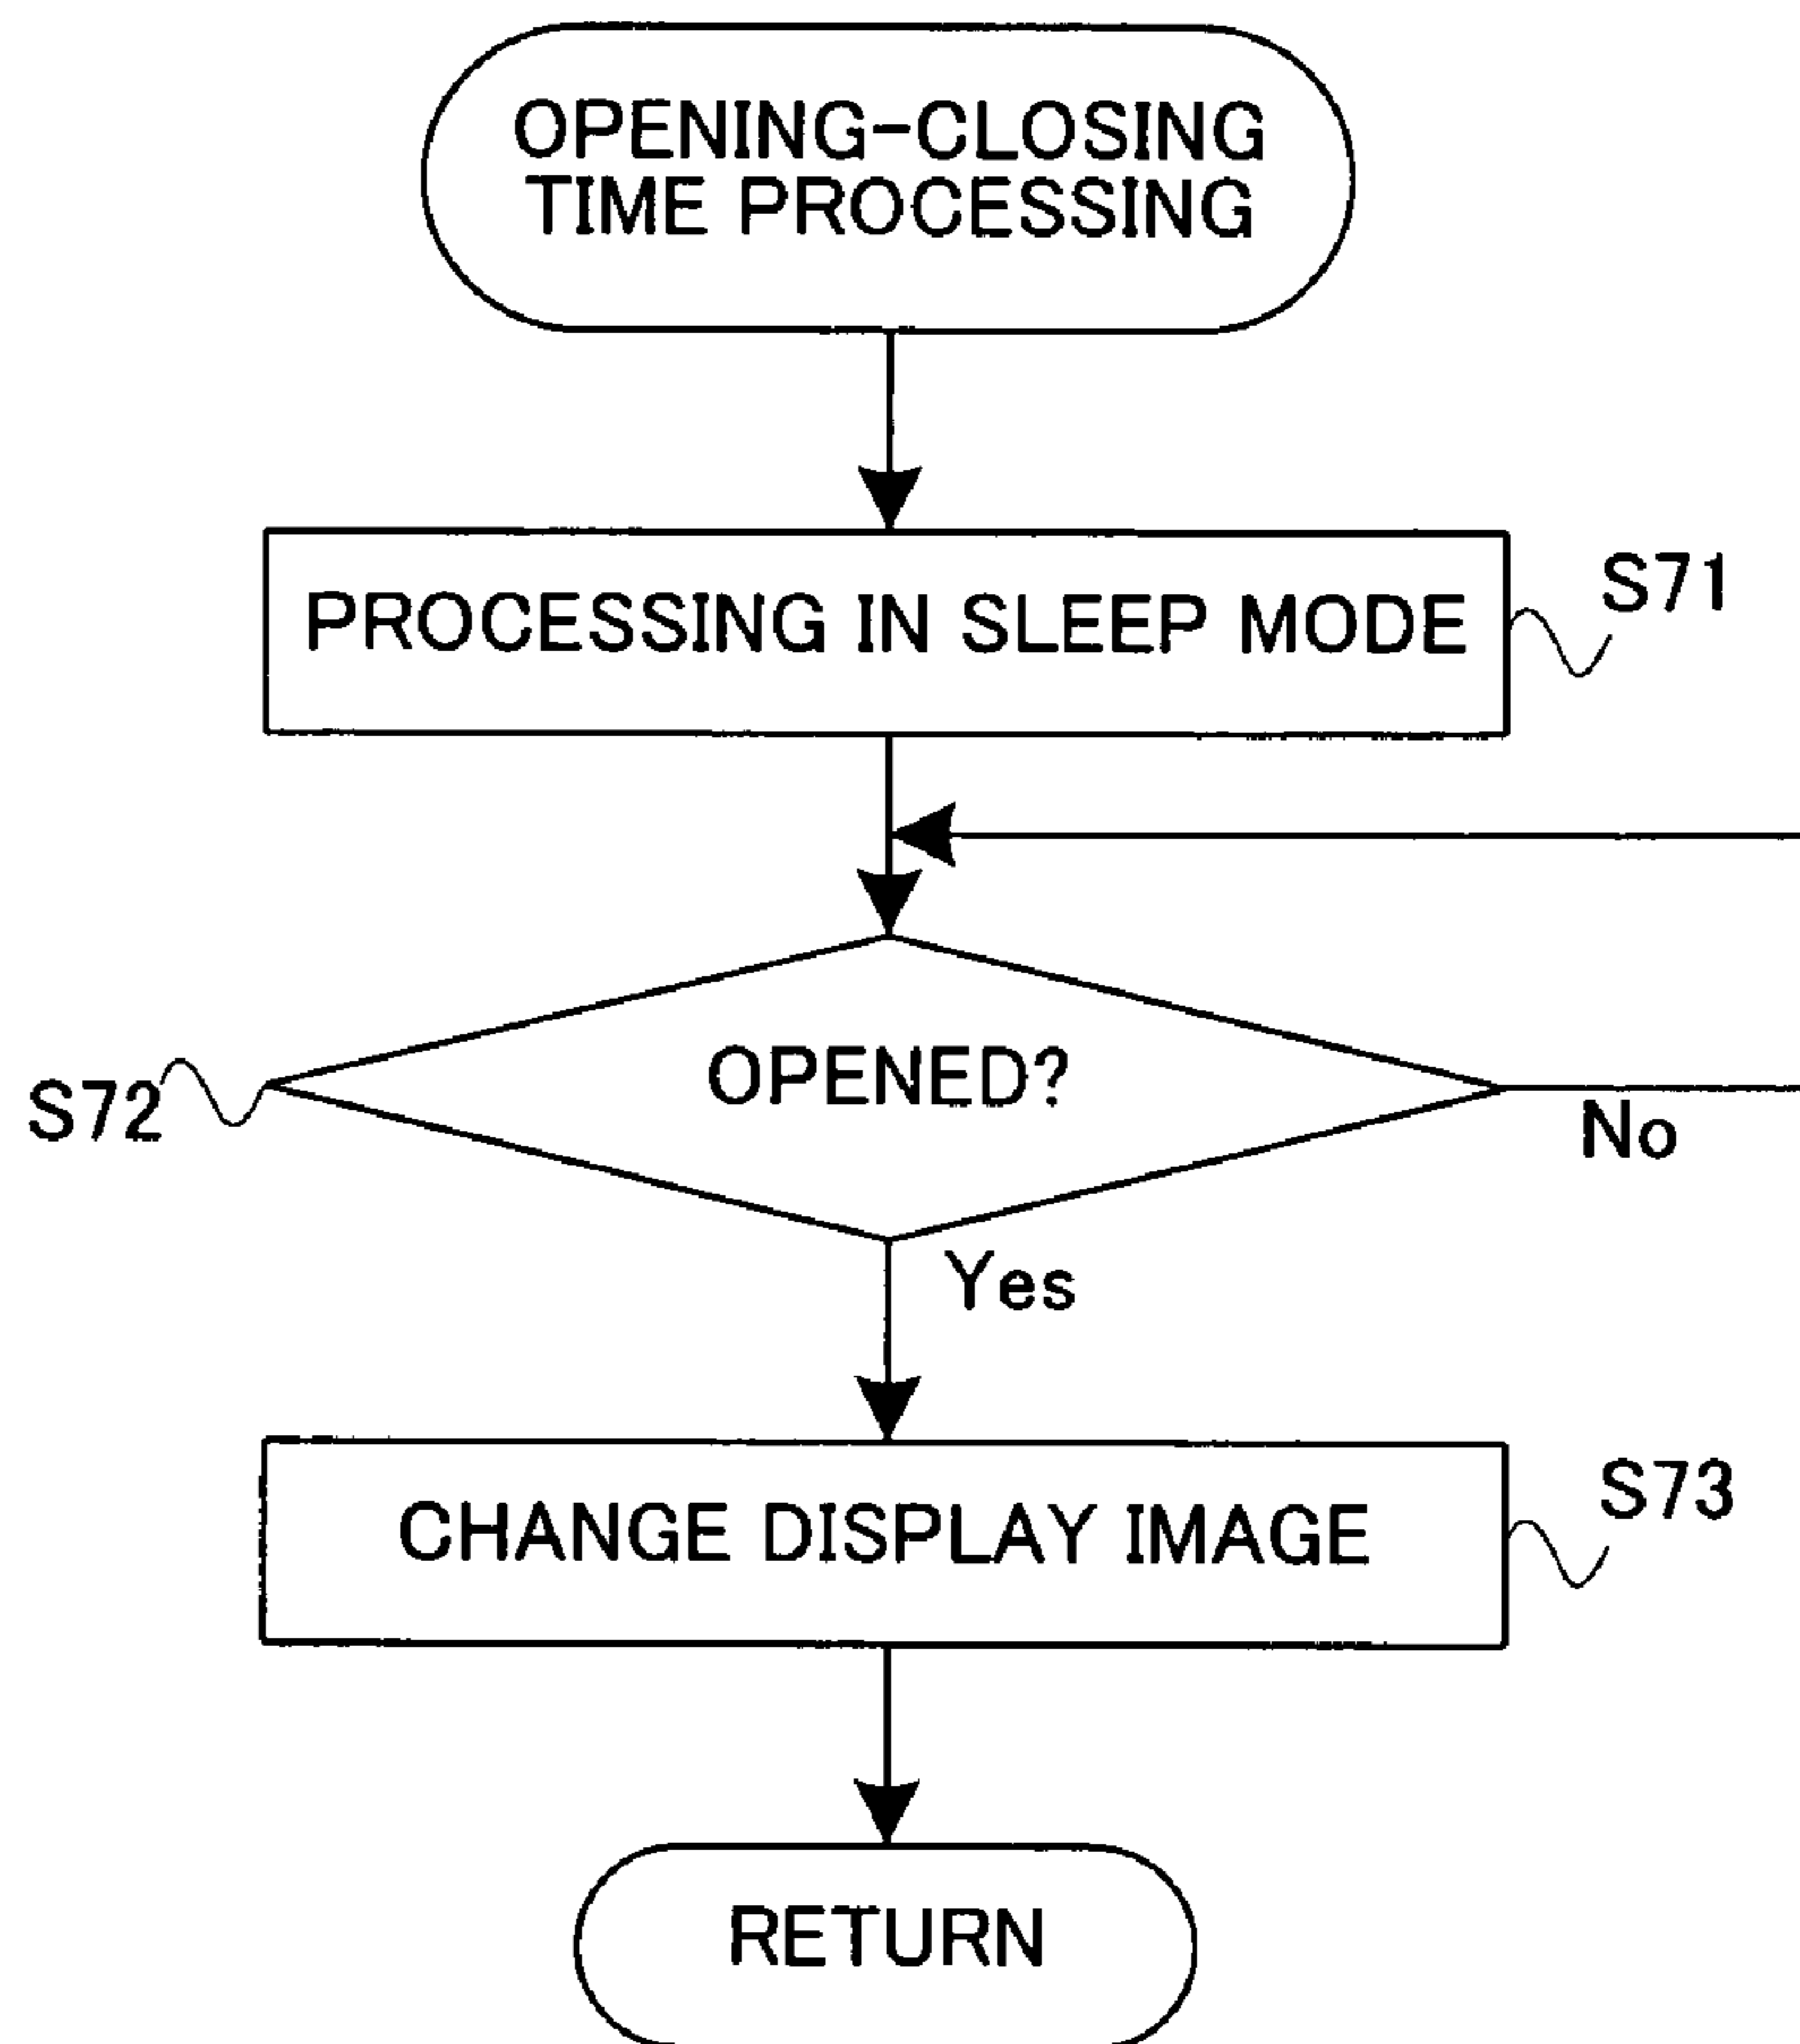 OPENING-CLOSING
TIME PROCESSING
PROCESSING IN SLEEP MODE
S71
OPENED?
S72
No
Yes
CHANGE DISPLAY IMAGE
S73
RETURN